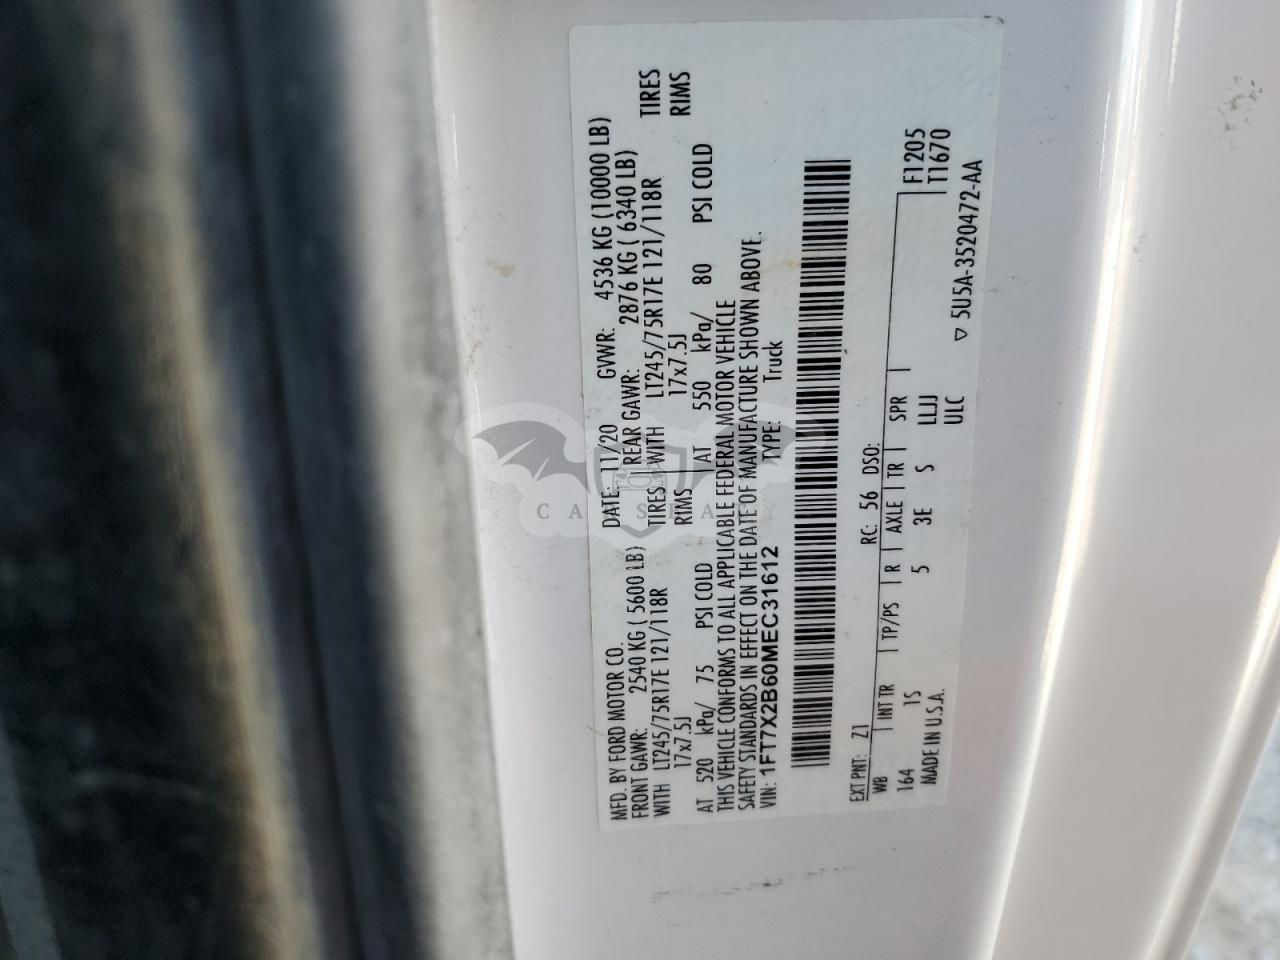 MFD. BY FORD MOTOR CO.
DATE: 11/20 GVWR: 4536 KG (10000 LB)
FRONT GAWR: 2540 KG ( 5600 LB) REAR GAWR: 2876 KG ( 6340 LB)
WITH LT245/75R17E 121/118R TIRES WITH LT245/75R17E 121/118R TIRES
17x7.5J RIMS 17x7.5J RIMS
AT 520 kPa/ 75 PSI COLD AT 550 kPa/ 80 PSI COLD
THIS VEHICLE CONFORMS TO ALL APPLICABLE FEDERAL MOTOR VEHICLE
SAFETY STANDARDS IN EFFECT ON THE DATE OF MANUFACTURE SHOWN ABOVE.
VIN: 1FT7X2B60MEC31612 TYPE: Truck
EXT PNT: Z1 RC: 56 DSO:
WB INT TR TP/PS R AXLE TR SPR F1205
164 1S 5 3E S LLJJ T1670
MADE IN U.S.A. ULC
▽ 5U5A-3520472-AA